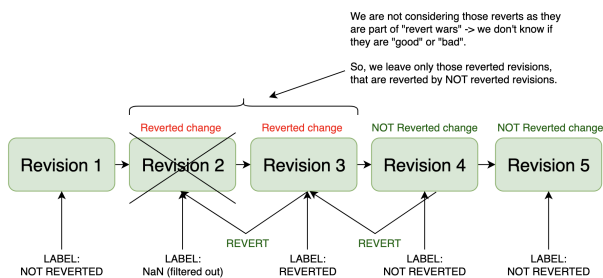 We are not considering those reverts as they
are part of "revert wars" -> we don't know if
they are "good" or "bad".
So, we leave only those reverted revisions,
that are reverted by NOT reverted revisions.
Reverted change
Reverted change
NOT Reverted change
NOT Reverted change
Revision 1
Revision 2
Revision 3
Revision 4
Revision 5
REVERT
REVERT
LABEL:
NOT REVERTED
LABEL:
NaN (filtered out)
LABEL:
REVERTED
LABEL:
NOT REVERTED
LABEL:
NOT REVERTED